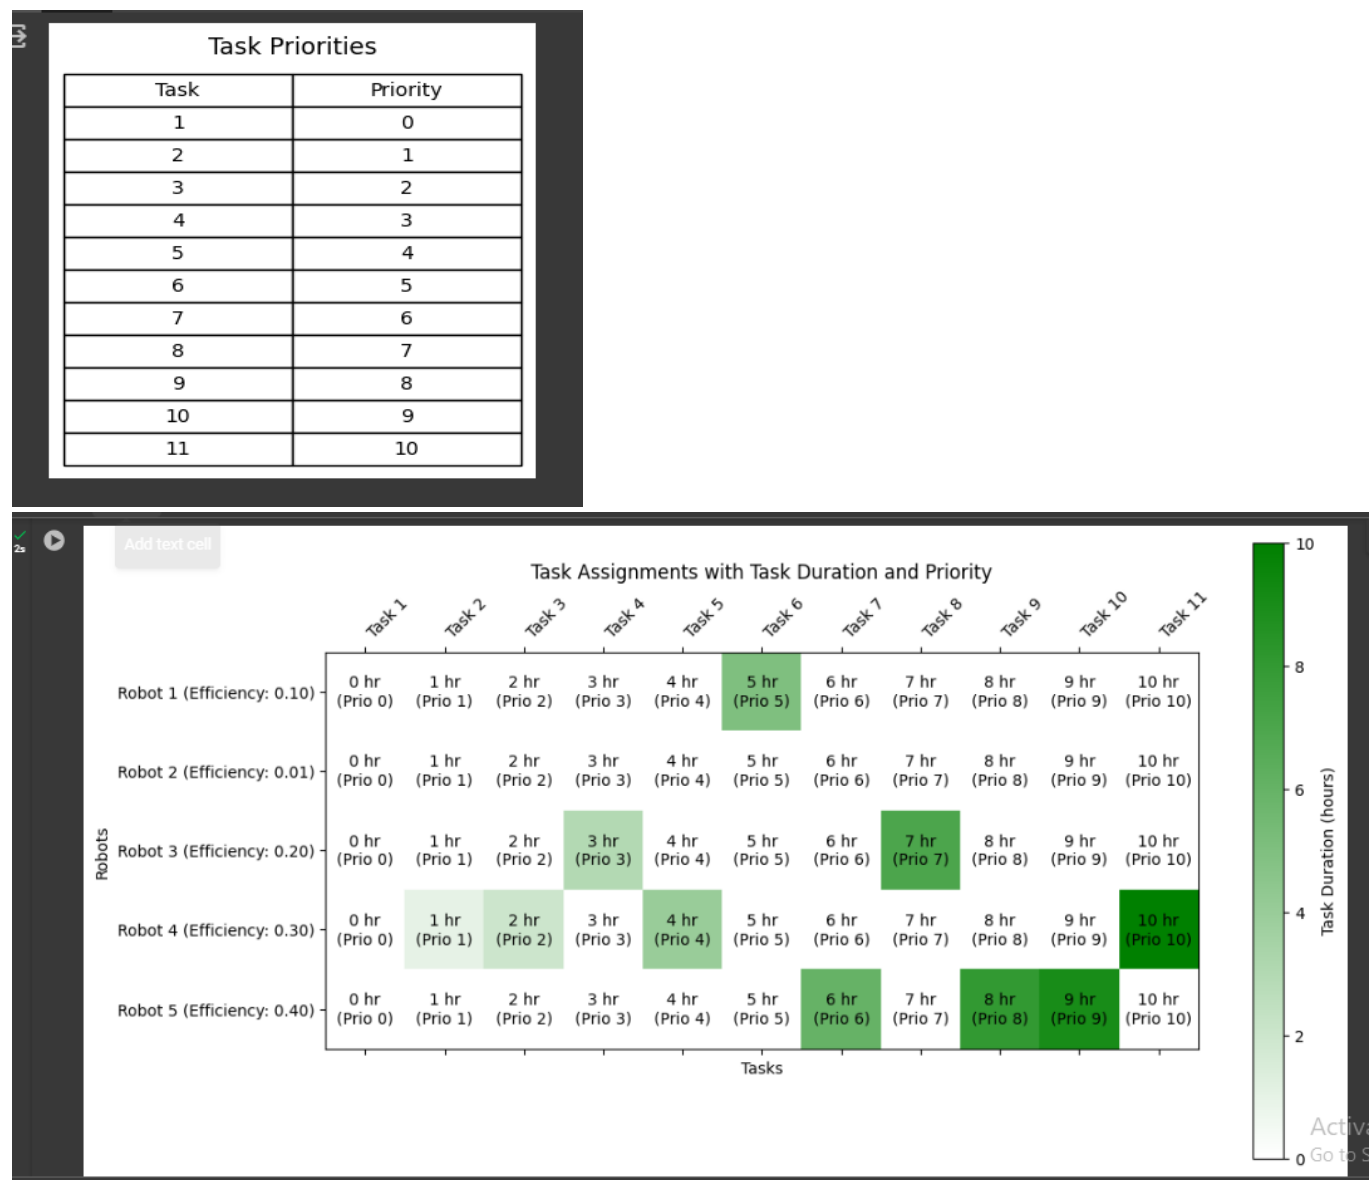 Task Priorities
Task Priority
1 0
2 1
3 2
4 3
5 4
6 5
7 6
8 7
9 8
10 9
11 10
2s
Add text cell
Task Assignments with Task Duration and Priority
Task 1 Task 2 Task 3 Task 4 Task 5 Task 6 Task 7 Task 8 Task 9 Task 10 Task 11
Robot 1 (Efficiency: 0.10)
0 hr 1 hr 2 hr 3 hr 4 hr 5 hr 6 hr 7 hr 8 hr 9 hr 10 hr
(Prio 0) (Prio 1) (Prio 2) (Prio 3) (Prio 4) (Prio 5) (Prio 6) (Prio 7) (Prio 8) (Prio 9) (Prio 10)
Robot 2 (Efficiency: 0.01)
0 hr 1 hr 2 hr 3 hr 4 hr 5 hr 6 hr 7 hr 8 hr 9 hr 10 hr
(Prio 0) (Prio 1) (Prio 2) (Prio 3) (Prio 4) (Prio 5) (Prio 6) (Prio 7) (Prio 8) (Prio 9) (Prio 10)
Robot 3 (Efficiency: 0.20)
0 hr 1 hr 2 hr 3 hr 4 hr 5 hr 6 hr 7 hr 8 hr 9 hr 10 hr
(Prio 0) (Prio 1) (Prio 2) (Prio 3) (Prio 4) (Prio 5) (Prio 6) (Prio 7) (Prio 8) (Prio 9) (Prio 10)
Robot 4 (Efficiency: 0.30)
0 hr 1 hr 2 hr 3 hr 4 hr 5 hr 6 hr 7 hr 8 hr 9 hr 10 hr
(Prio 0) (Prio 1) (Prio 2) (Prio 3) (Prio 4) (Prio 5) (Prio 6) (Prio 7) (Prio 8) (Prio 9) (Prio 10)
Robot 5 (Efficiency: 0.40)
0 hr 1 hr 2 hr 3 hr 4 hr 5 hr 6 hr 7 hr 8 hr 9 hr 10 hr
(Prio 0) (Prio 1) (Prio 2) (Prio 3) (Prio 4) (Prio 5) (Prio 6) (Prio 7) (Prio 8) (Prio 9) (Prio 10)
Robots
Tasks
10
8
6
4
2
0
Task Duration (hours)
Activa
Go to S